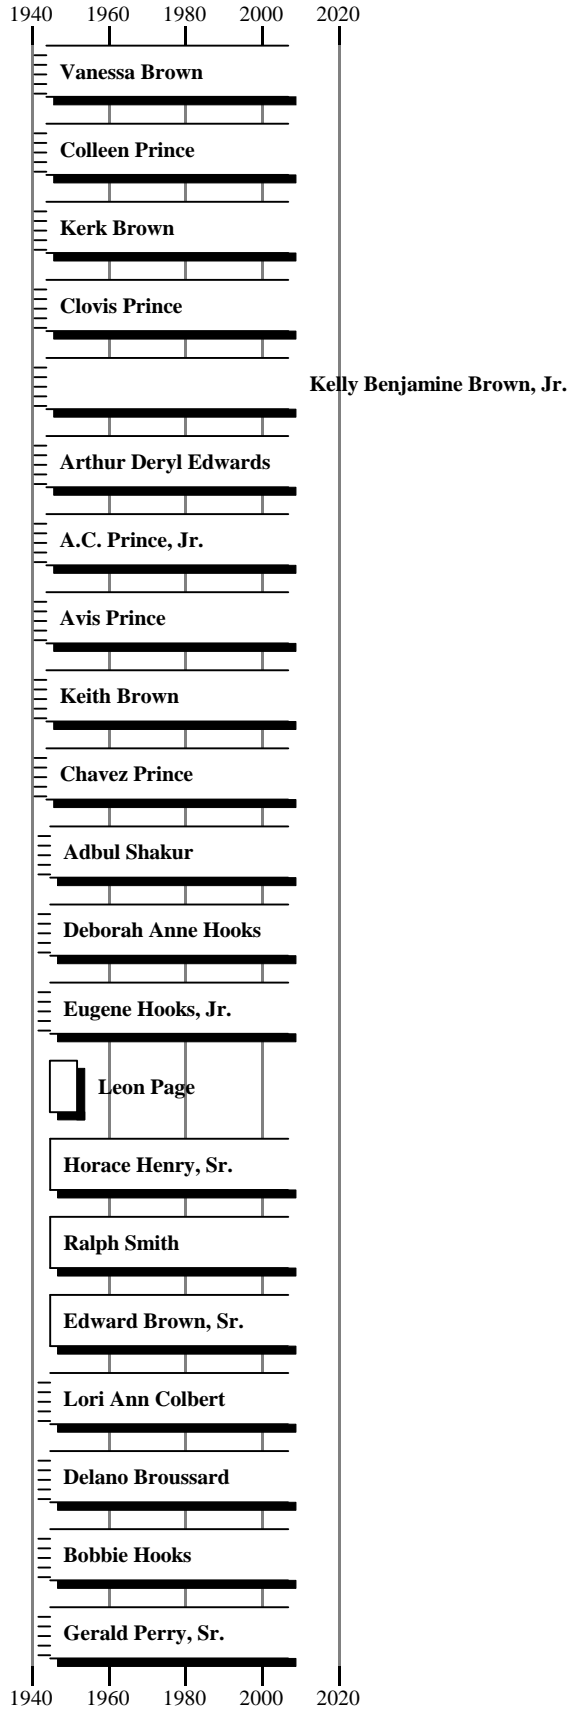 1940 1960 1980 2000 2020
Vanessa Brown
Colleen Prince
Kerk Brown
Clovis Prince
Kelly Benjamine Brown, Jr.
Arthur Deryl Edwards
A.C. Prince, Jr.
Avis Prince
Keith Brown
Chavez Prince
Adbul Shakur
Deborah Anne Hooks
Eugene Hooks, Jr.
Leon Page
Horace Henry, Sr.
Ralph Smith
Edward Brown, Sr.
Lori Ann Colbert
Delano Broussard
Bobbie Hooks
Gerald Perry, Sr.
1940 1960 1980 2000 2020